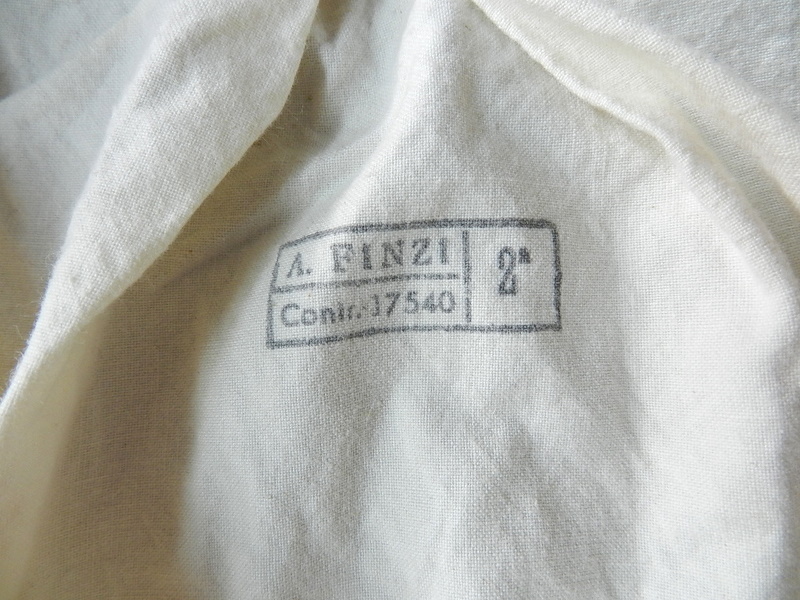 A. FINZI
Contr. 17540
2ª